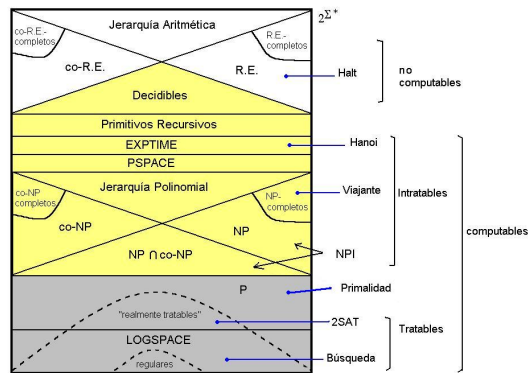 Jerarquía Aritmética
2^Σ*
co-R.E.-
completos
R.E.-
completos
co-R.E.
R.E.
Halt
no
computables
Decidibles
Primitivos Recursivos
EXPTIME
Hanoi
PSPACE
Jerarquía Polinomial
co-NP
completos
NP-
completos
Viajante
Intratables
co-NP
NP
computables
NP ∩ co-NP
NPI
P
Primalidad
"realmente tratables"
2SAT
Tratables
LOGSPACE
Búsqueda
regulares